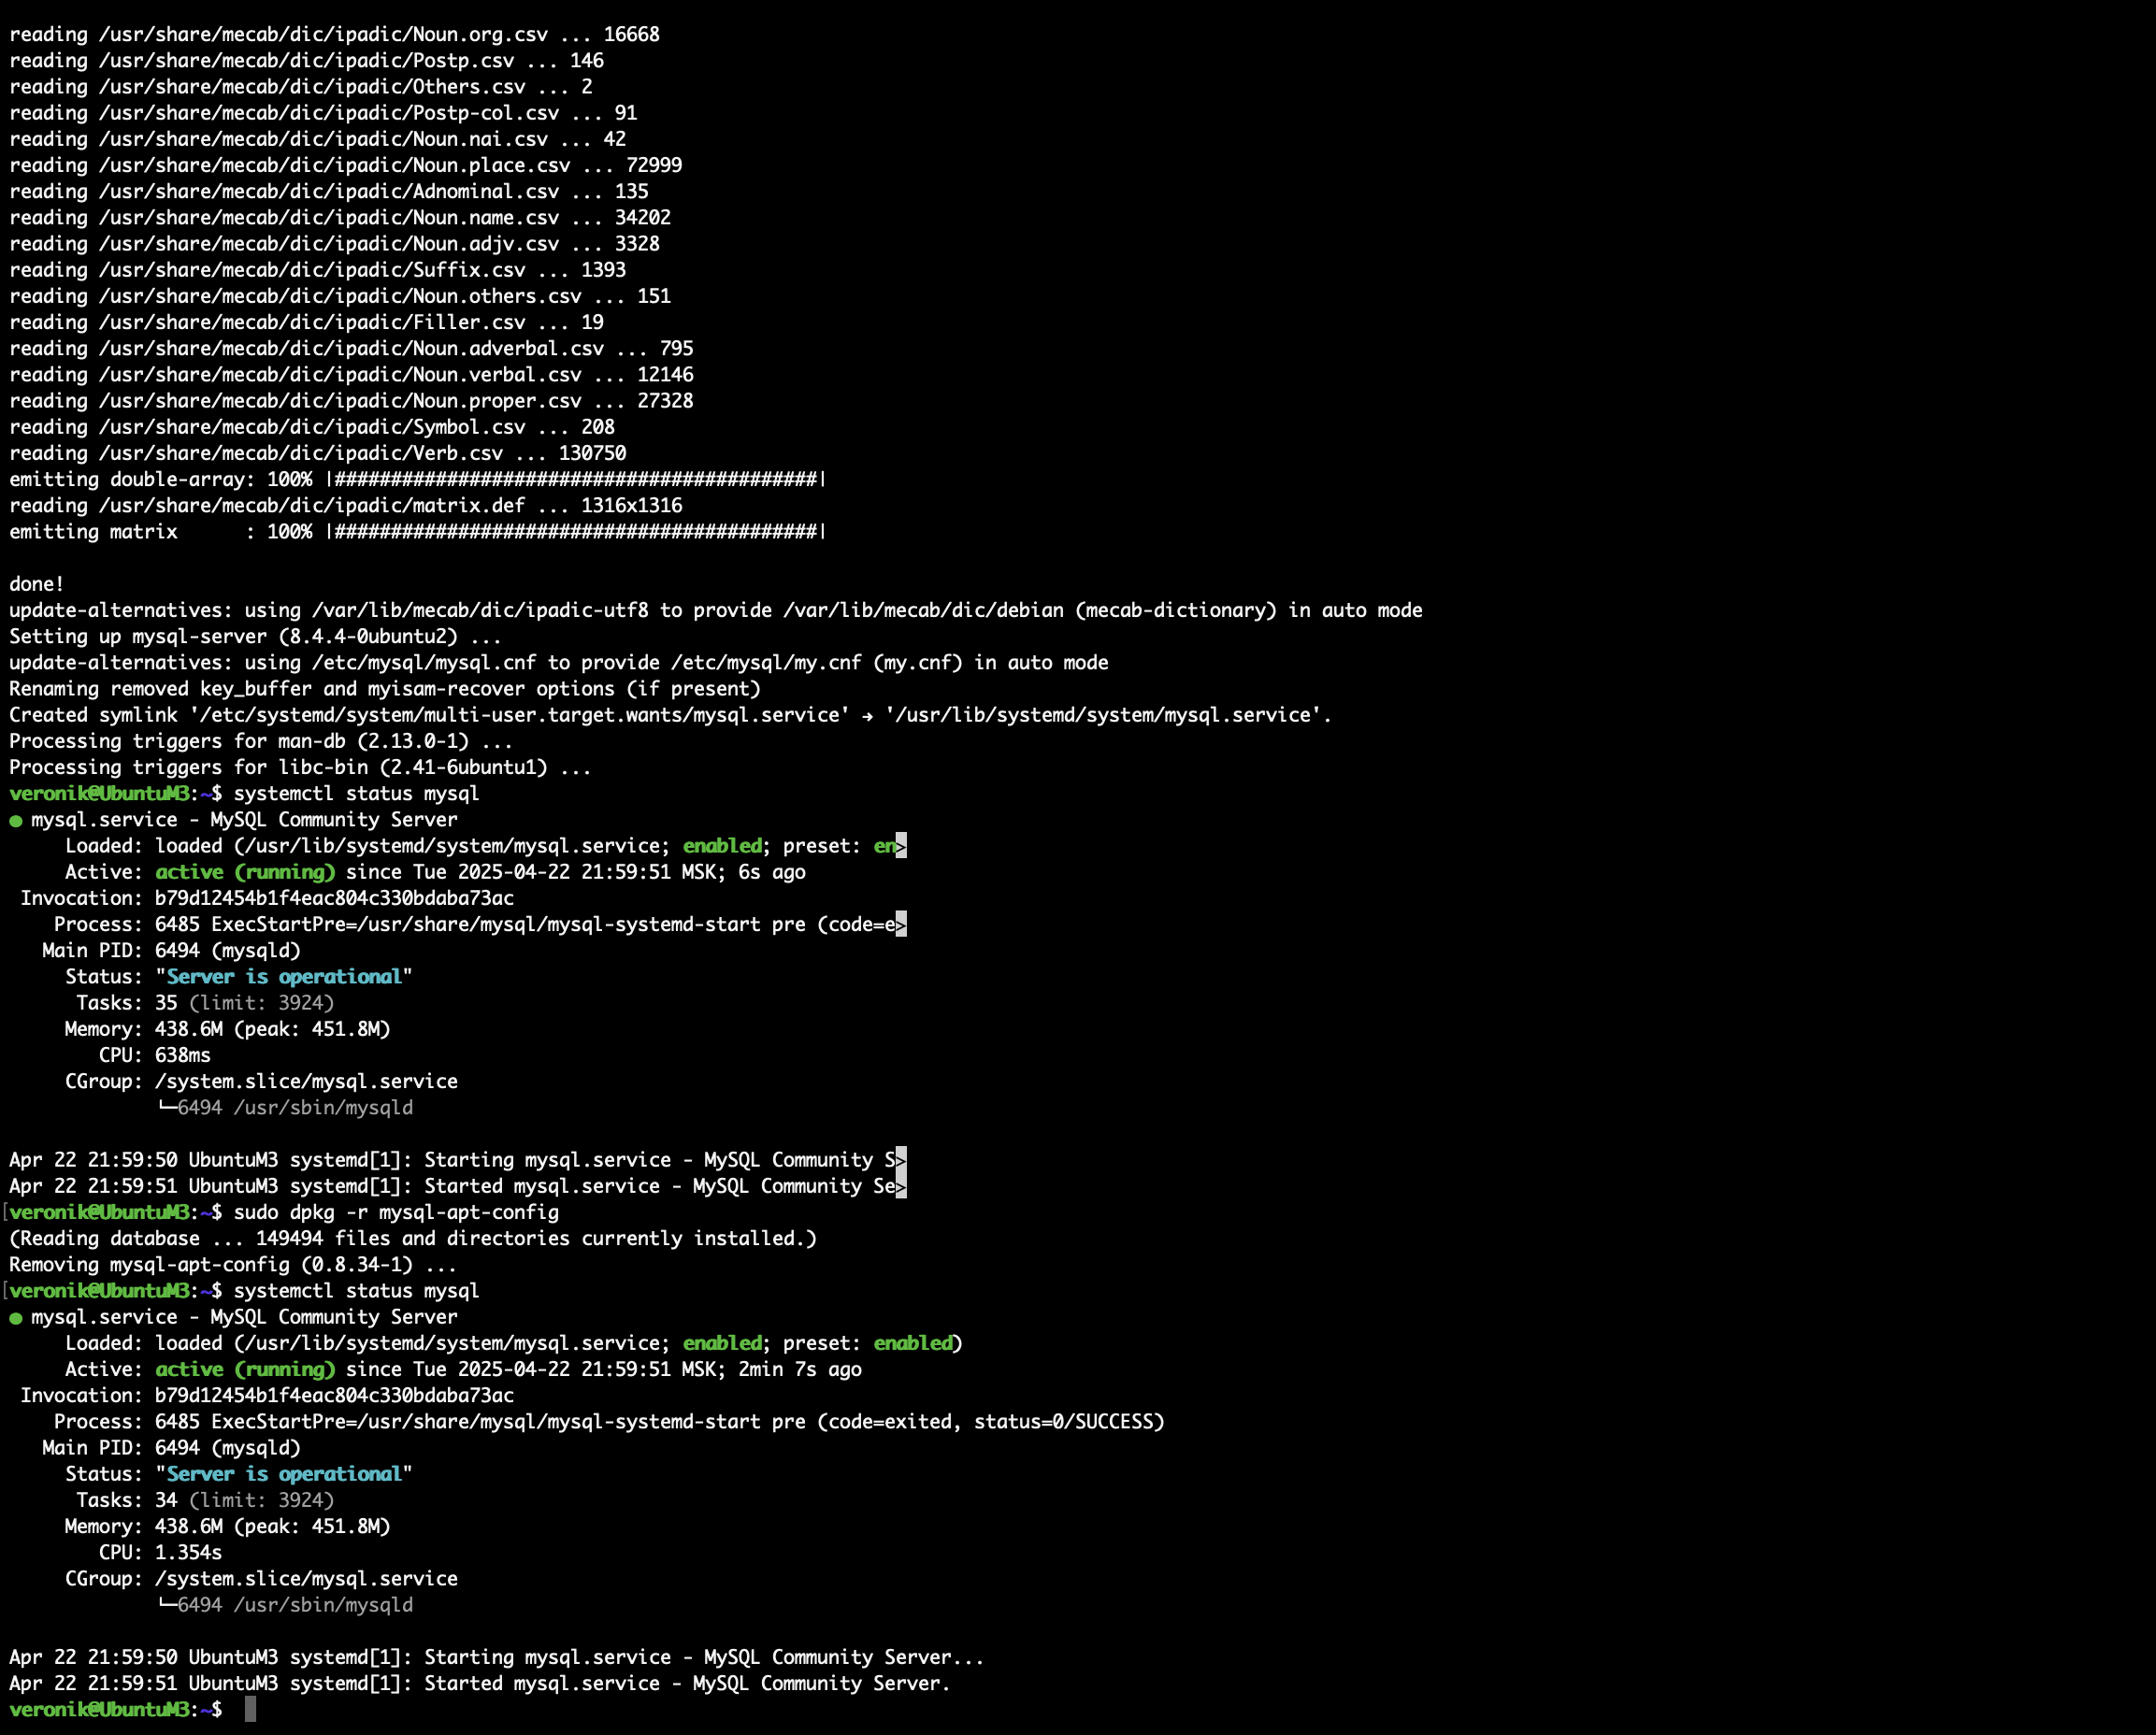 reading /usr/share/mecab/dic/ipadic/Noun.org.csv ... 16668
reading /usr/share/mecab/dic/ipadic/Postp.csv ... 146
reading /usr/share/mecab/dic/ipadic/Others.csv ... 2
reading /usr/share/mecab/dic/ipadic/Postp-col.csv ... 91
reading /usr/share/mecab/dic/ipadic/Noun.nai.csv ... 42
reading /usr/share/mecab/dic/ipadic/Noun.place.csv ... 72999
reading /usr/share/mecab/dic/ipadic/Adnominal.csv ... 135
reading /usr/share/mecab/dic/ipadic/Noun.name.csv ... 34202
reading /usr/share/mecab/dic/ipadic/Noun.adjv.csv ... 3328
reading /usr/share/mecab/dic/ipadic/Suffix.csv ... 1393
reading /usr/share/mecab/dic/ipadic/Noun.others.csv ... 151
reading /usr/share/mecab/dic/ipadic/Filler.csv ... 19
reading /usr/share/mecab/dic/ipadic/Noun.adverbal.csv ... 795
reading /usr/share/mecab/dic/ipadic/Noun.verbal.csv ... 12146
reading /usr/share/mecab/dic/ipadic/Noun.proper.csv ... 27328
reading /usr/share/mecab/dic/ipadic/Symbol.csv ... 208
reading /usr/share/mecab/dic/ipadic/Verb.csv ... 130750
emitting double-array: 100% |###########################################|
reading /usr/share/mecab/dic/ipadic/matrix.def ... 1316x1316
emitting matrix      : 100% |###########################################|
done!
update-alternatives: using /var/lib/mecab/dic/ipadic-utf8 to provide /var/lib/mecab/dic/debian (mecab-dictionary) in auto mode
Setting up mysql-server (8.4.4-0ubuntu2) ...
update-alternatives: using /etc/mysql/mysql.cnf to provide /etc/mysql/my.cnf (my.cnf) in auto mode
Renaming removed key_buffer and myisam-recover options (if present)
Created symlink '/etc/systemd/system/multi-user.target.wants/mysql.service' → '/usr/lib/systemd/system/mysql.service'.
Processing triggers for man-db (2.13.0-1) ...
Processing triggers for libc-bin (2.41-6ubuntu1) ...
veronik@UbuntuM3:~$ systemctl status mysql
● mysql.service - MySQL Community Server
     Loaded: loaded (/usr/lib/systemd/system/mysql.service; enabled; preset: en>
     Active: active (running) since Tue 2025-04-22 21:59:51 MSK; 6s ago
 Invocation: b79d12454b1f4eac804c330bdaba73ac
    Process: 6485 ExecStartPre=/usr/share/mysql/mysql-systemd-start pre (code=e>
   Main PID: 6494 (mysqld)
     Status: "Server is operational"
      Tasks: 35 (limit: 3924)
     Memory: 438.6M (peak: 451.8M)
        CPU: 638ms
     CGroup: /system.slice/mysql.service
             └─6494 /usr/sbin/mysqld
Apr 22 21:59:50 UbuntuM3 systemd[1]: Starting mysql.service - MySQL Community S>
Apr 22 21:59:51 UbuntuM3 systemd[1]: Started mysql.service - MySQL Community Se>
[veronik@UbuntuM3:~$ sudo dpkg -r mysql-apt-config
(Reading database ... 149494 files and directories currently installed.)
Removing mysql-apt-config (0.8.34-1) ...
[veronik@UbuntuM3:~$ systemctl status mysql
● mysql.service - MySQL Community Server
     Loaded: loaded (/usr/lib/systemd/system/mysql.service; enabled; preset: enabled)
     Active: active (running) since Tue 2025-04-22 21:59:51 MSK; 2min 7s ago
 Invocation: b79d12454b1f4eac804c330bdaba73ac
    Process: 6485 ExecStartPre=/usr/share/mysql/mysql-systemd-start pre (code=exited, status=0/SUCCESS)
   Main PID: 6494 (mysqld)
     Status: "Server is operational"
      Tasks: 34 (limit: 3924)
     Memory: 438.6M (peak: 451.8M)
        CPU: 1.354s
     CGroup: /system.slice/mysql.service
             └─6494 /usr/sbin/mysqld
Apr 22 21:59:50 UbuntuM3 systemd[1]: Starting mysql.service - MySQL Community Server...
Apr 22 21:59:51 UbuntuM3 systemd[1]: Started mysql.service - MySQL Community Server.
veronik@UbuntuM3:~$